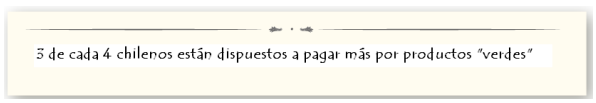 3 de cada 4 chilenos están dispuestos a pagar más por productos "verdes"